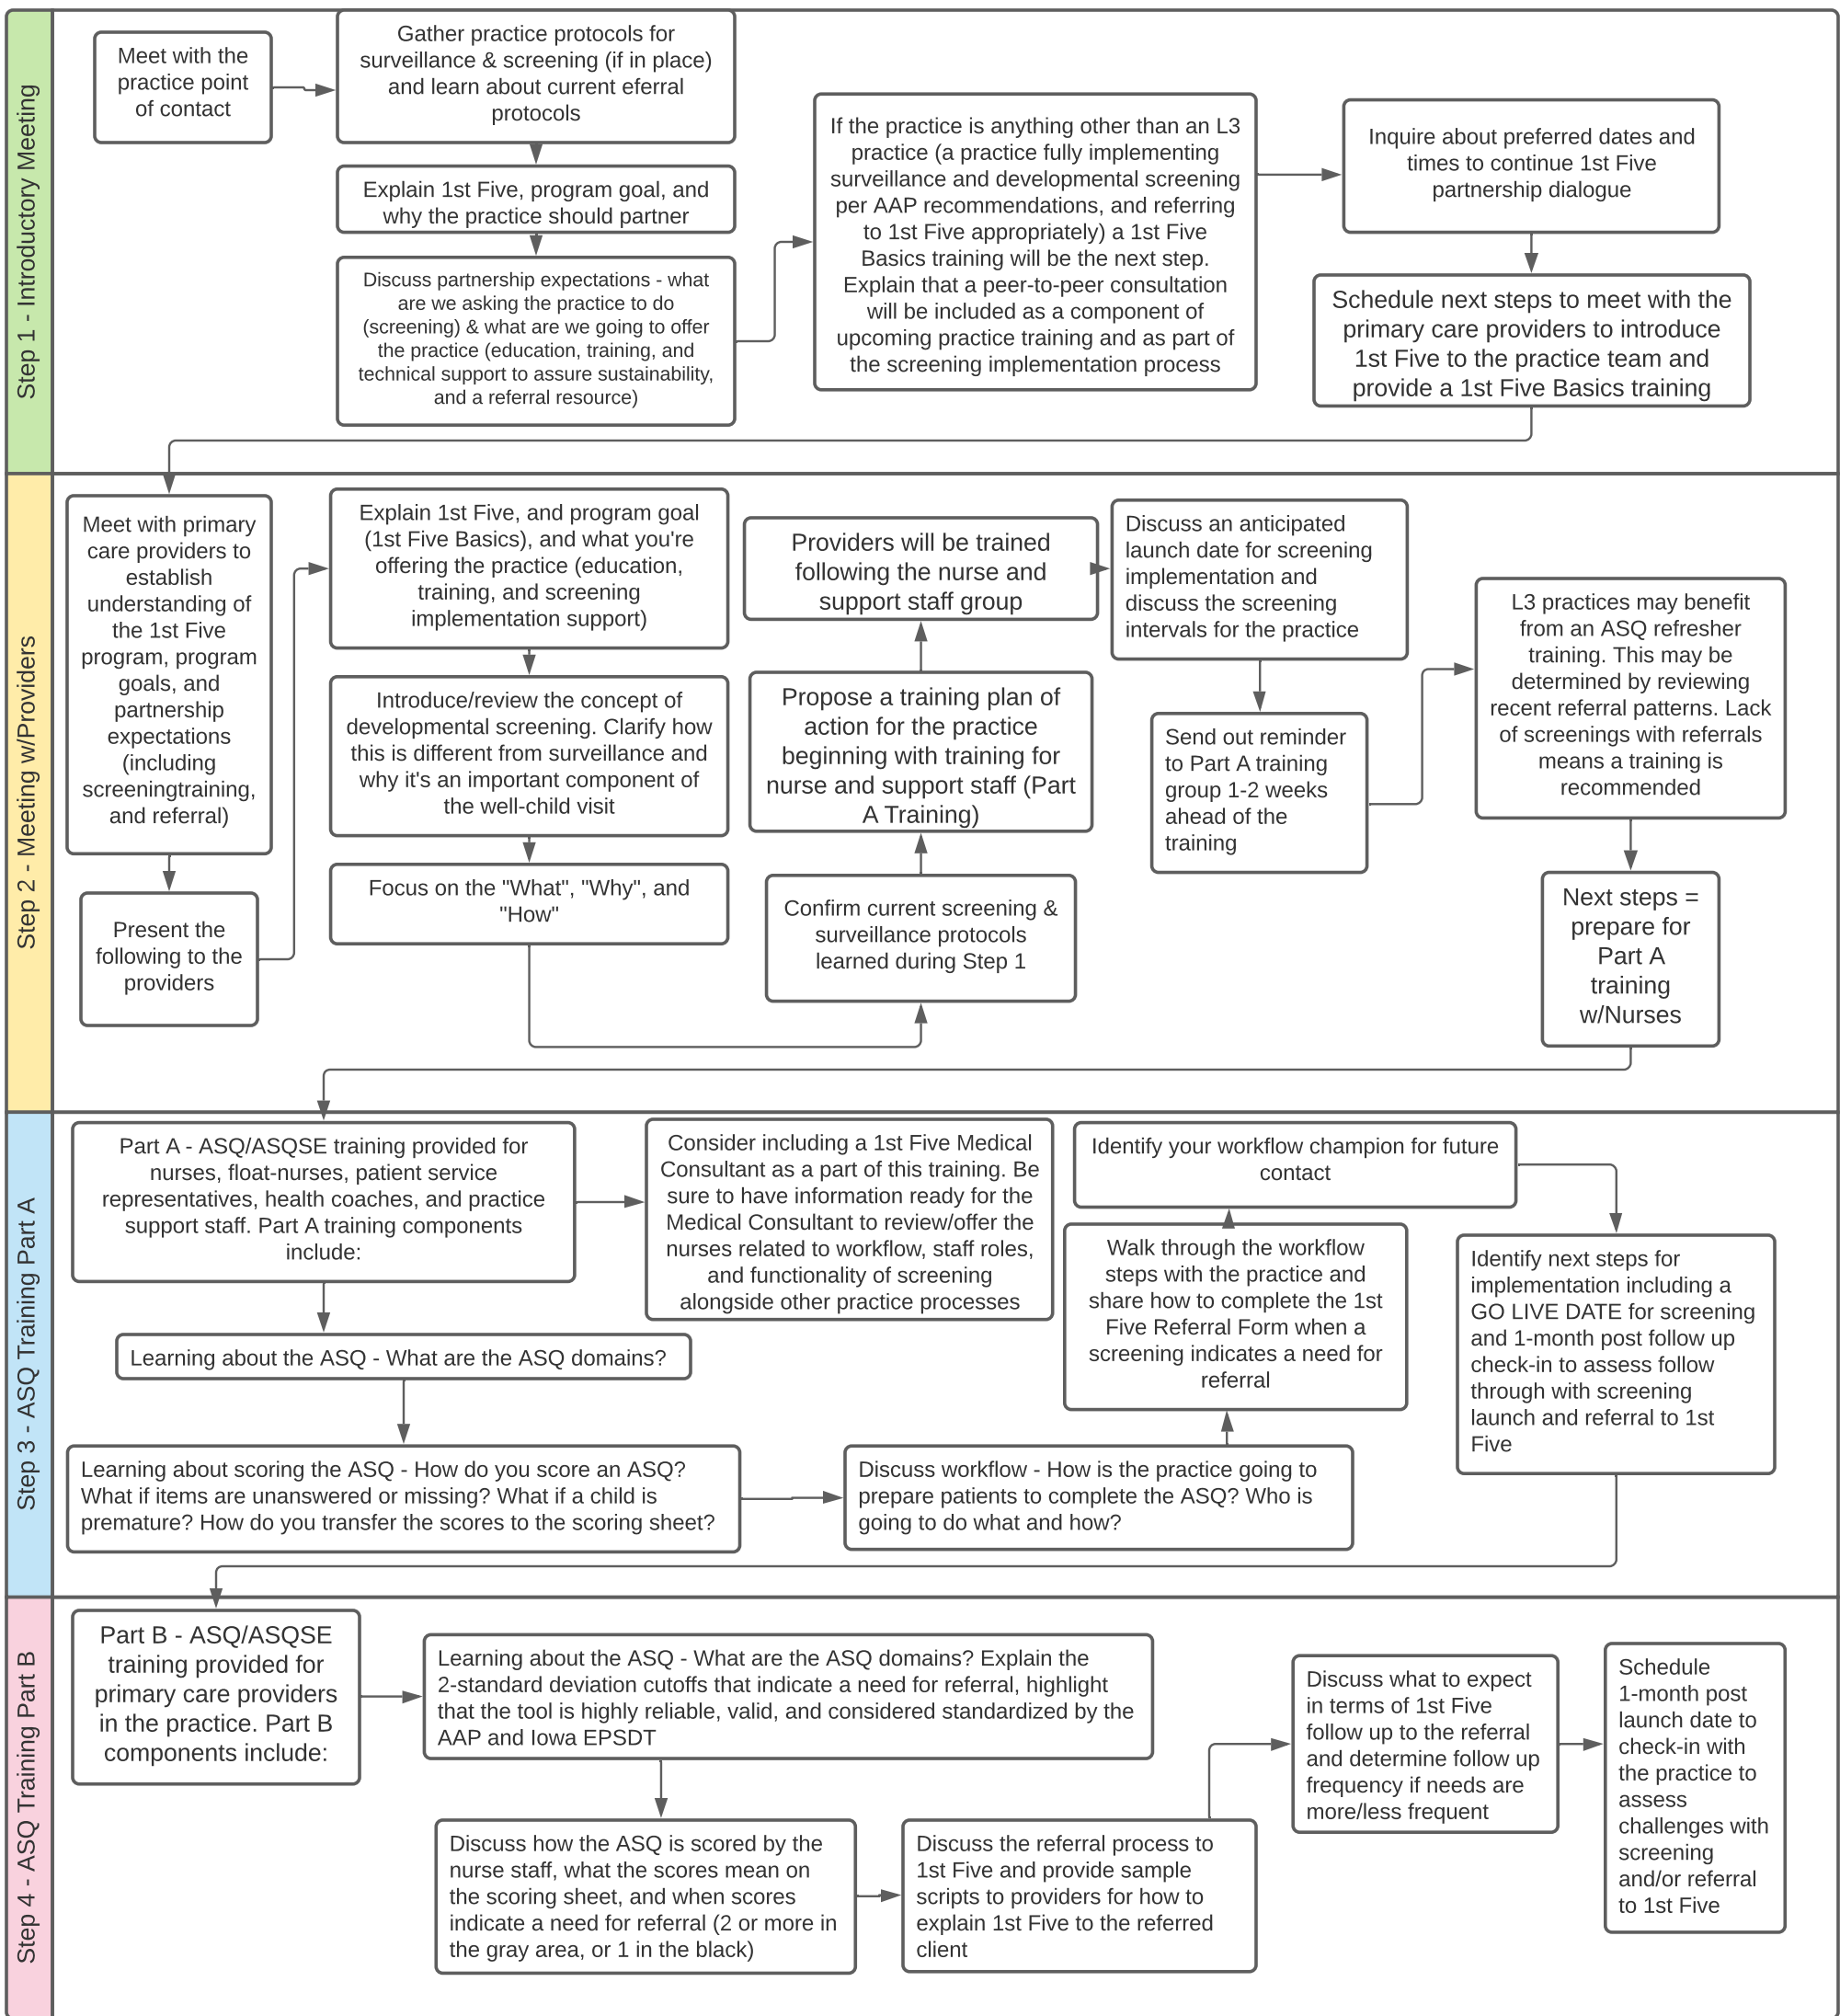 Step 1 - Introductory Meeting
Meet with the
practice point
of contact
Gather practice protocols for
surveillance & screening (if in place)
and learn about current eferral
protocols
Explain 1st Five, program goal, and
why the practice should partner
Discuss partnership expectations - what
are we asking the practice to do
(screening) & what are we going to offer
the practice (education, training, and
technical support to assure sustainability,
and a referral resource)
If the practice is anything other than an L3
practice (a practice fully implementing
surveillance and developmental screening
per AAP recommendations, and referring
to 1st Five appropriately) a 1st Five
Basics training will be the next step.
Explain that a peer-to-peer consultation
will be included as a component of
upcoming practice training and as part of
the screening implementation process
Inquire about preferred dates and
times to continue 1st Five
partnership dialogue
Schedule next steps to meet with the
primary care providers to introduce
1st Five to the practice team and
provide a 1st Five Basics training
Step 2 - Meeting w/Providers
Meet with primary
care providers to
establish
understanding of
the 1st Five
program, program
goals, and
partnership
expectations
(including
screeningtraining,
and referral)
Present the
following to the
providers
Explain 1st Five, and program goal
(1st Five Basics), and what you're
offering the practice (education,
training, and screening
implementation support)
Introduce/review the concept of
developmental screening. Clarify how
this is different from surveillance and
why it's an important component of
the well-child visit
Focus on the "What", "Why", and
"How"
Confirm current screening &
surveillance protocols
learned during Step 1
Propose a training plan of
action for the practice
beginning with training for
nurse and support staff (Part
A Training)
Providers will be trained
following the nurse and
support staff group
Discuss an anticipated
launch date for screening
implementation and
discuss the screening
intervals for the practice
Send out reminder
to Part A training
group 1-2 weeks
ahead of the
training
L3 practices may benefit
from an ASQ refresher
training. This may be
determined by reviewing
recent referral patterns. Lack
of screenings with referrals
means a training is
recommended
Next steps =
prepare for
Part A
training
w/Nurses
Step 3 - ASQ Training Part A
Part A - ASQ/ASQSE training provided for
nurses, float-nurses, patient service
representatives, health coaches, and practice
support staff. Part A training components
include:
Consider including a 1st Five Medical
Consultant as a part of this training. Be
sure to have information ready for the
Medical Consultant to review/offer the
nurses related to workflow, staff roles,
and functionality of screening
alongside other practice processes
Learning about the ASQ - What are the ASQ domains?
Learning about scoring the ASQ - How do you score an ASQ?
What if items are unanswered or missing? What if a child is
premature? How do you transfer the scores to the scoring sheet?
Discuss workflow - How is the practice going to
prepare patients to complete the ASQ? Who is
going to do what and how?
Walk through the workflow
steps with the practice and
share how to complete the 1st
Five Referral Form when a
screening indicates a need for
referral
Identify your workflow champion for future
contact
Identify next steps for
implementation including a
GO LIVE DATE for screening
and 1-month post follow up
check-in to assess follow
through with screening
launch and referral to 1st
Five
Step 4 - ASQ Training Part B
Part B - ASQ/ASQSE
training provided for
primary care providers
in the practice. Part B
components include:
Learning about the ASQ - What are the ASQ domains? Explain the
2-standard deviation cutoffs that indicate a need for referral, highlight
that the tool is highly reliable, valid, and considered standardized by the
AAP and Iowa EPSDT
Discuss how the ASQ is scored by the
nurse staff, what the scores mean on
the scoring sheet, and when scores
indicate a need for referral (2 or more in
the gray area, or 1 in the black)
Discuss the referral process to
1st Five and provide sample
scripts to providers for how to
explain 1st Five to the referred
client
Discuss what to expect
in terms of 1st Five
follow up to the referral
and determine follow up
frequency if needs are
more/less frequent
Schedule
1-month post
launch date to
check-in with
the practice to
assess
challenges with
screening
and/or referral
to 1st Five